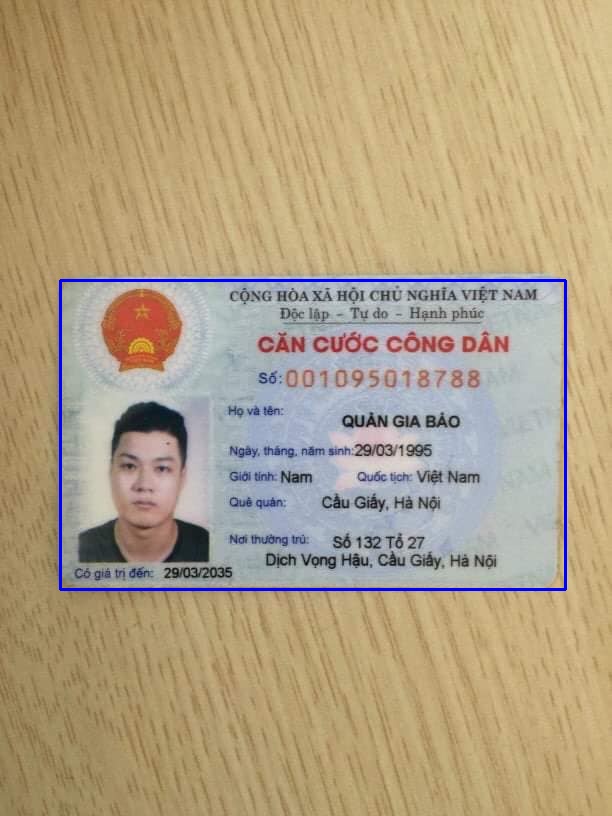 CỘNG HÒA XÃ HỘI CHỦ NGHĨA VIỆT NAM
Độc lập - Tự do - Hạnh phúc
CĂN CƯỚC CÔNG DÂN
Số: 001095018788
Họ và tên:
QUẢN GIA BẢO
Ngày, tháng, năm sinh: 29/03/1995
Giới tính: Nam Quốc tịch: Việt Nam
Quê quán: Cầu Giấy, Hà Nội
Nơi thường trú: Số 132 Tổ 27
Dịch Vọng Hậu, Cầu Giấy, Hà Nội
Có giá trị đến: 29/03/2035